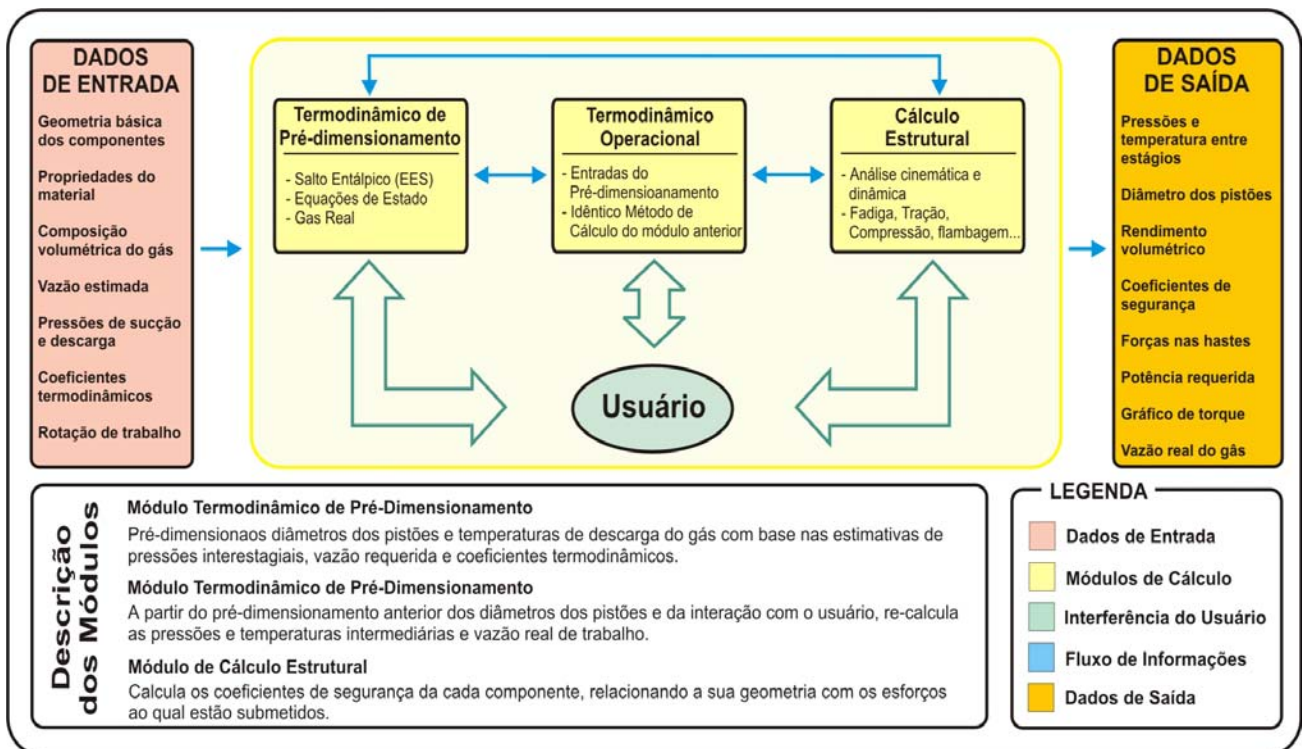 DADOS
DE ENTRADA
Geometria básica
dos componentes
Propriedades do
material
Composição
volumétrica do gás
Vazão estimada
Pressões de sucção
e descarga
Coeficientes
termodinâmicos
Rotação de trabalho
Termodinâmico de
Pré-dimensionamento
- Salto Entálpico (EES)
- Equações de Estado
- Gas Real
Termodinâmico
Operacional
- Entradas do
Pré-dimensioanamento
- Idêntico Método de
Cálculo do módulo anterior
Cálculo
Estrutural
- Análise cinemática e
dinâmica
- Fadiga, Tração,
Compressão, flambagem...
Usuário
DADOS
DE SAÍDA
Pressões e
temperatura entre
estágios
Diâmetro dos pistões
Rendimento
volumétrico
Coeficientes de
segurança
Forças nas hastes
Potência requerida
Gráfico de torque
Vazão real do gâs
Descrição
dos Módulos
Módulo Termodinâmico de Pré-Dimensionamento
Pré-dimensionaos diâmetros dos pistões e temperaturas de descarga do gás com base nas estimativas de
pressões interestagiais, vazão requerida e coeficientes termodinâmicos.
Módulo Termodinâmico de Pré-Dimensionamento
A partir do pré-dimensionamento anterior dos diâmetros dos pistões e da interação com o usuário, re-calcula
as pressões e temperaturas intermediárias e vazão real de trabalho.
Módulo de Cálculo Estrutural
Calcula os coeficientes de segurança da cada componente, relacionando a sua geometria com os esforços
ao qual estão submetidos.
LEGENDA
Dados de Entrada
Módulos de Cálculo
Interferência do Usuário
Fluxo de Informações
Dados de Saída